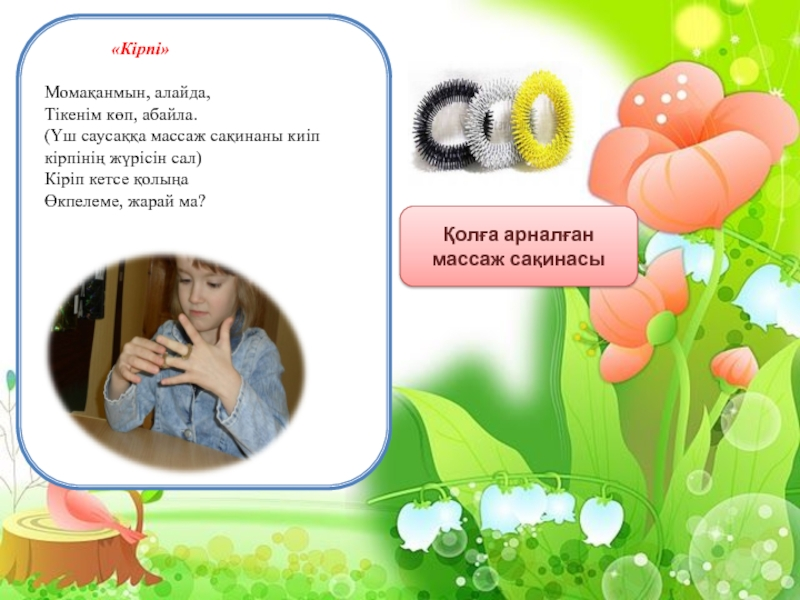 «Кірпі»
Момақанмын, алайда,
Тікенім көп, абайла.
(Үш саусаққа массаж сақинаны киіп
кірпінің жүрісін сал)
Кіріп кетсе қолыңа
Өкпелеме, жарай ма?
Қолға арналған
массаж сақинасы